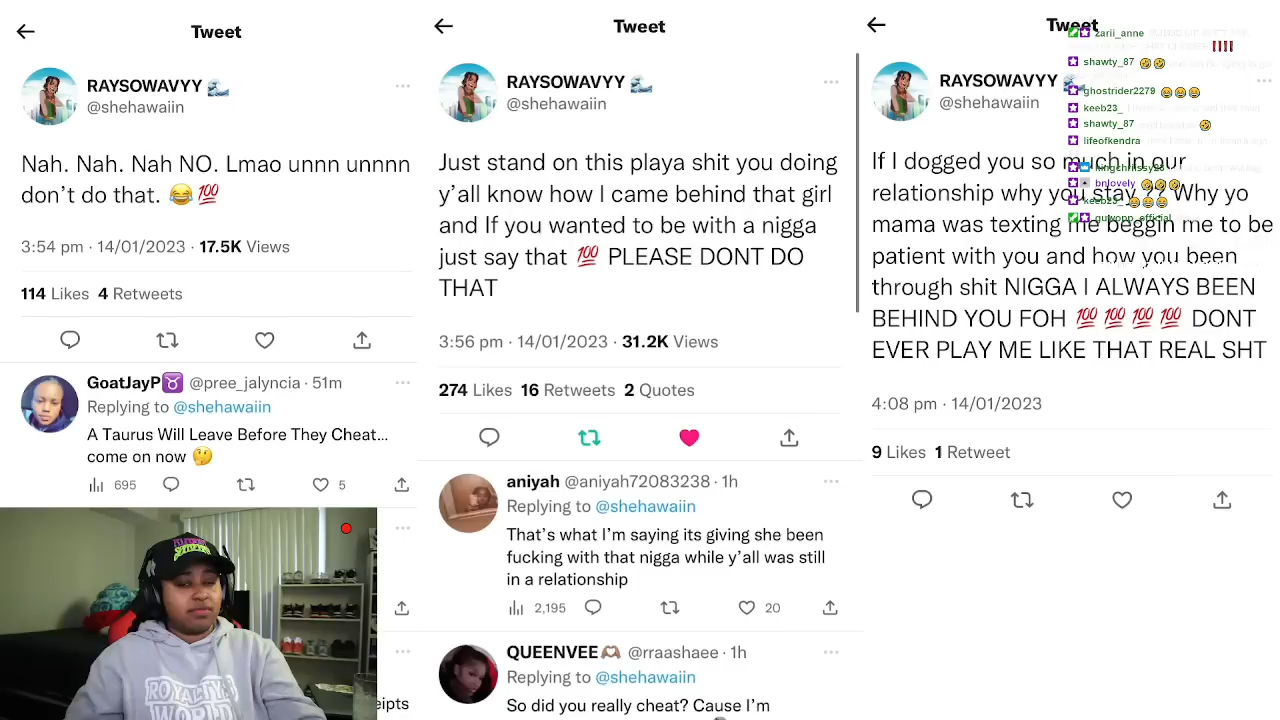 Tweet
RAYSOWAVYY 🌊
@shehawaiin
Nah. Nah. Nah NO. Lmao unnn unnnn
don’t do that. 😂💯
3:54 pm · 14/01/2023 · 17.5K Views
114 Likes 4 Retweets
GoatJayP♉ @pree_jalyncia · 51m
Replying to @shehawaiin
A Taurus Will Leave Before They Cheat...
come on now 🤔
695
5
ROYALTYY
WORLD
eipts
Tweet
RAYSOWAVYY 🌊
@shehawaiin
Just stand on this playa shit you doing
y’all know how I came behind that girl
and If you wanted to be with a nigga
just say that 💯 PLEASE DONT DO
THAT
3:56 pm · 14/01/2023 · 31.2K Views
274 Likes 16 Retweets 2 Quotes
aniyah @aniyah72083238 · 1h
Replying to @shehawaiin
That’s what I’m saying its giving she been
fucking with that nigga while y’all was still
in a relationship
2,195
20
QUEENVEE🫶🏽 @rraashaee · 1h
Replying to @shehawaiin
So did you really cheat? Cause I’m
Tweet
RAYSOWAVYY
@shehawaiin
If I dogged you so much in our
relationship why you stay ?? Why yo
mama was texting me beggin me to be
patient with you and how you been
through shit NIGGA I ALWAYS BEEN
BEHIND YOU FOH 💯💯💯💯 DONT
EVER PLAY ME LIKE THAT REAL SHT
4:08 pm · 14/01/2023
9 Likes 1 Retweet
zarii_anne
shawty_87 🤣🤣
ghostrider2279 😂😂😂
keeb23_
shawty_87 🤣
lifeofkendra
kingchrissy23
bnlovely 🤣🤣🤣
keeb23_ 😂😂😂
guwopp_official